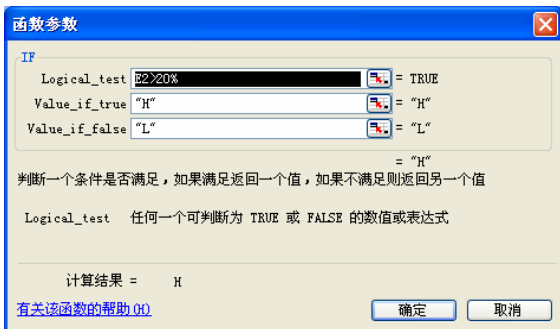 函数参数
IF
Logical_test E2>20% = TRUE
Value_if_true "H" = "H"
Value_if_false "L" = "L"
= "H"
判断一个条件是否满足，如果满足返回一个值，如果不满足则返回另一个值
Logical_test 任何一个可判断为 TRUE 或 FALSE 的数值或表达式
计算结果 = H
有关该函数的帮助(H) 确定 取消